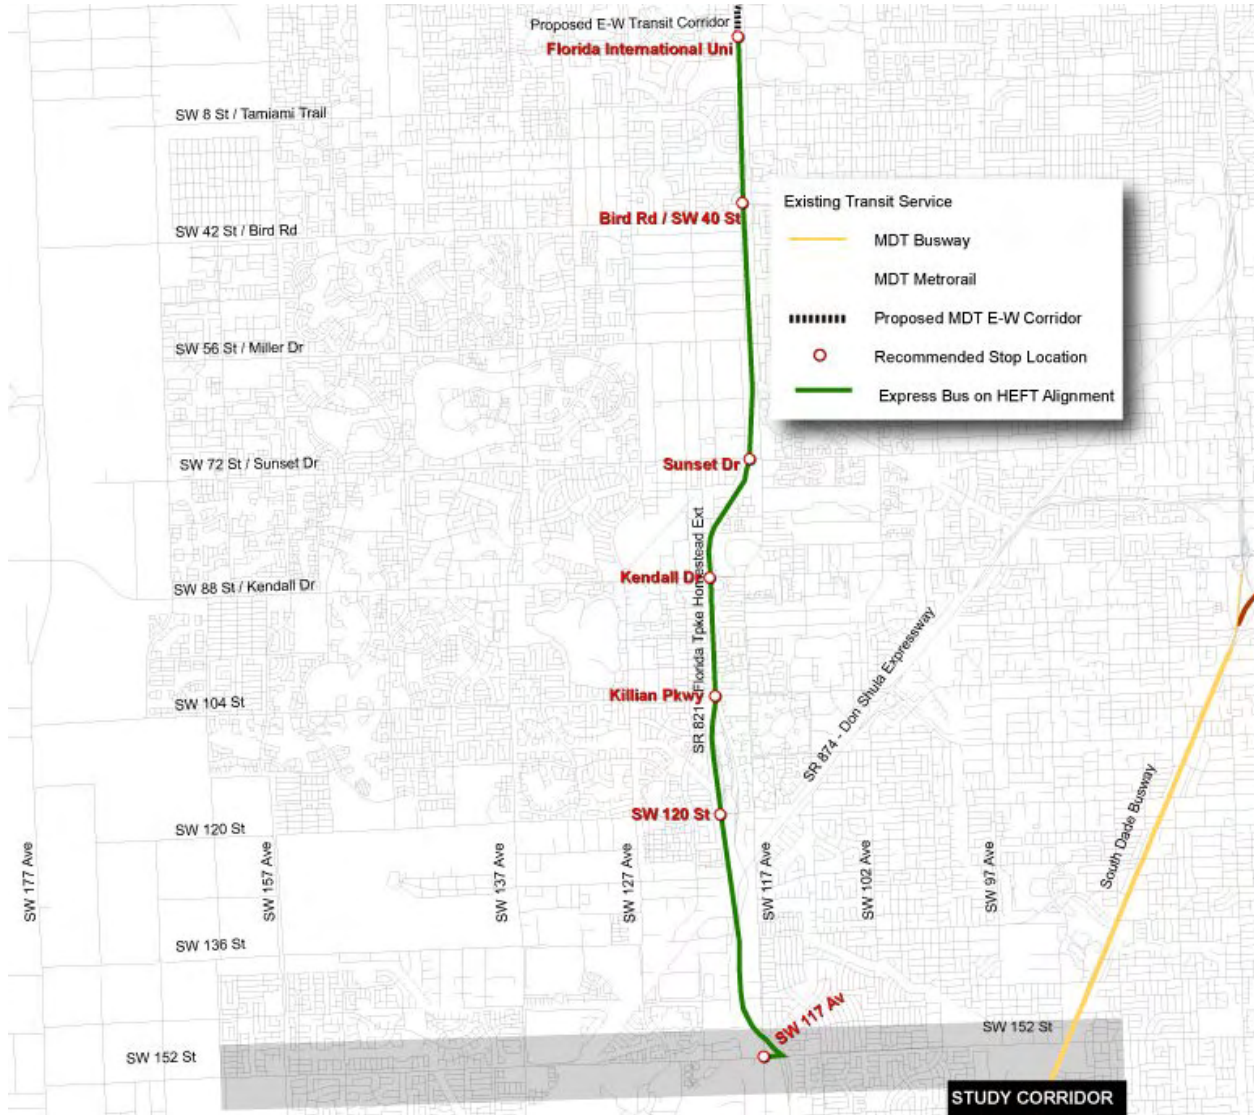 Proposed E-W Transit Corridor
Florida International Uni
SW 8 St / Tamiami Trail
Bird Rd / SW 40 St
SW 42 St / Bird Rd
Existing Transit Service
MDT Busway
MDT Metrorail
Proposed MDT E-W Corridor
Recommended Stop Location
Express Bus on HEFT Alignment
SW 56 St / Miller Dr
SW 72 St / Sunset Dr
Sunset Dr
SR 821 - Florida Tpke Homestead Ext
Kendall Dr
SW 88 St / Kendall Dr
SR 874 - Don Shula Expressway
Killian Pkwy
SW 104 St
South Dade Busway
SW 120 St
SW 120 St
SW 177 Ave
SW 157 Ave
SW 137 Ave
SW 127 Ave
SW 117 Ave
SW 102 Ave
SW 97 Ave
SW 136 St
SW 117 Av
SW 152 St
SW 152 St
STUDY CORRIDOR